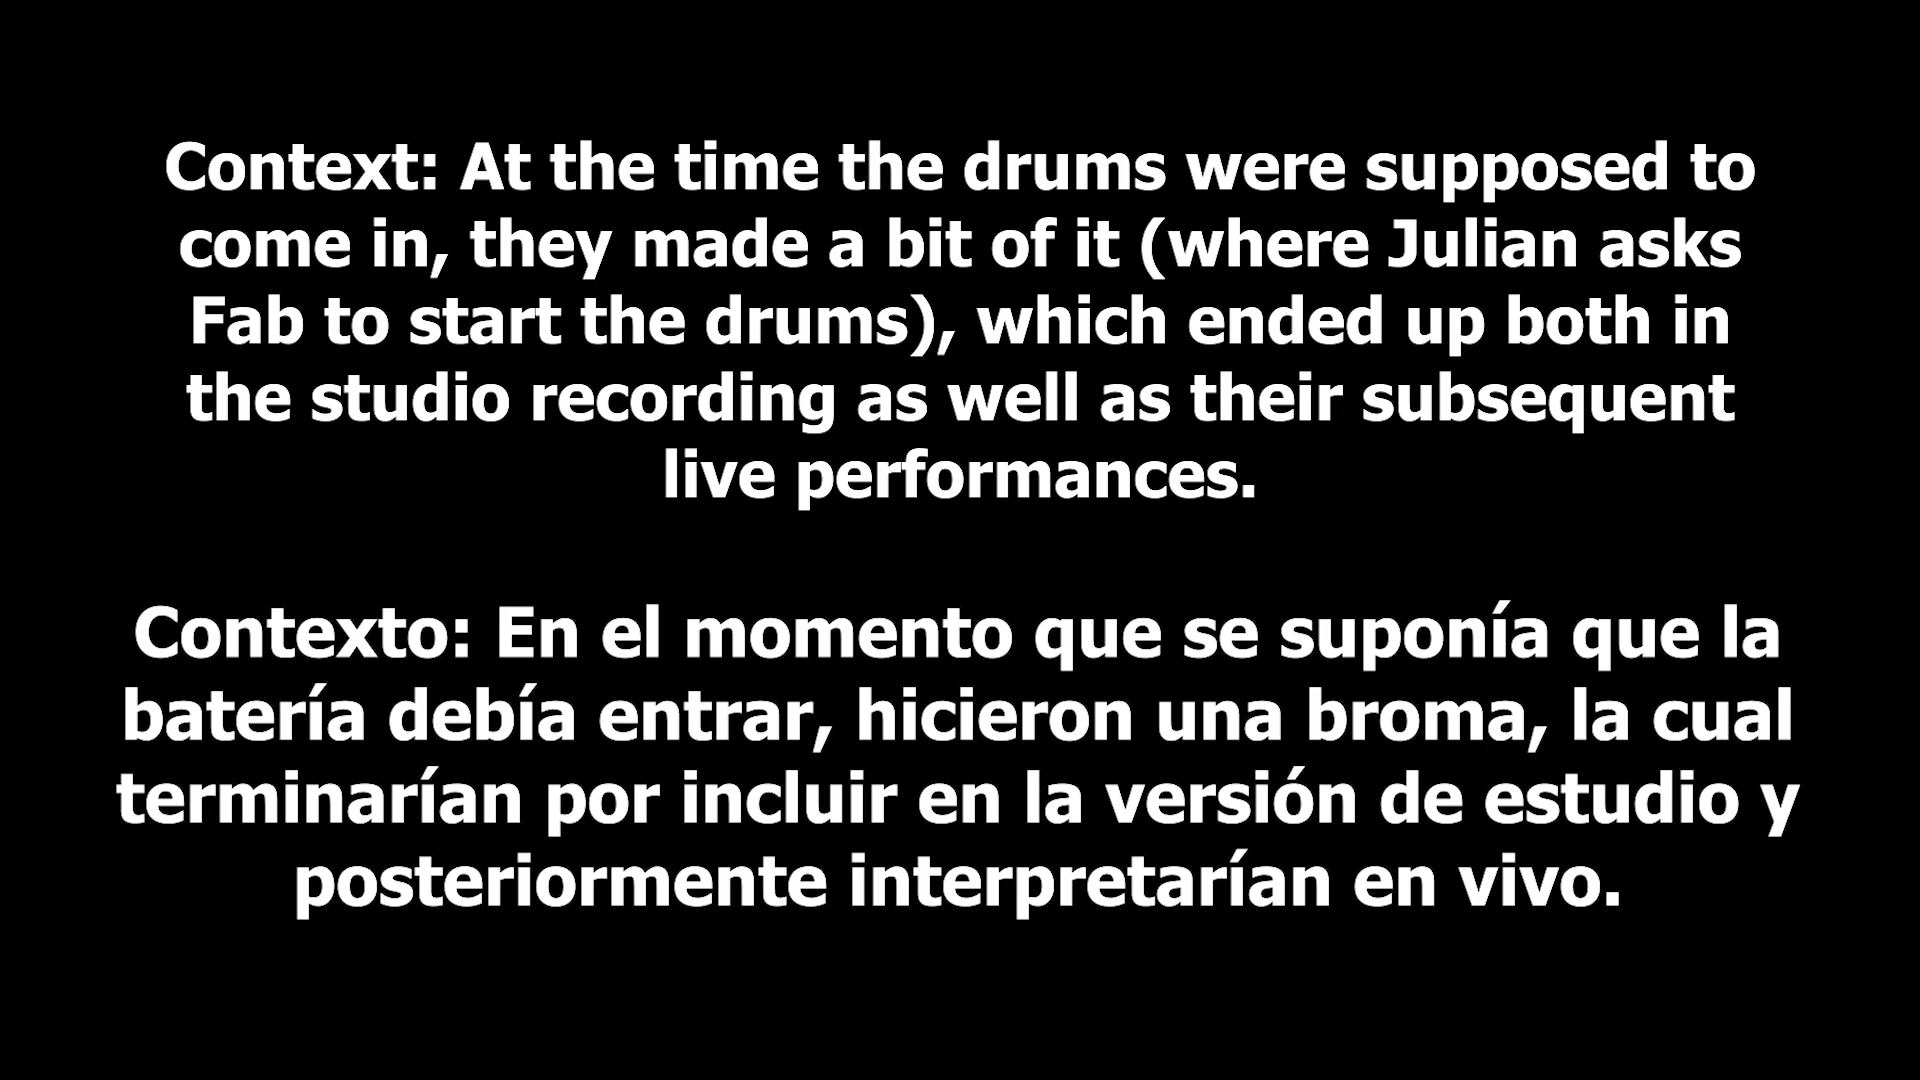 Context: At the time the drums were supposed to
come in, they made a bit of it (where Julian asks
Fab to start the drums), which ended up both in
the studio recording as well as their subsequent
live performances.
Contexto: En el momento que se suponía que la
batería debía entrar, hicieron una broma, la cual
terminarían por incluir en la versión de estudio y
posteriormente interpretarían en vivo.